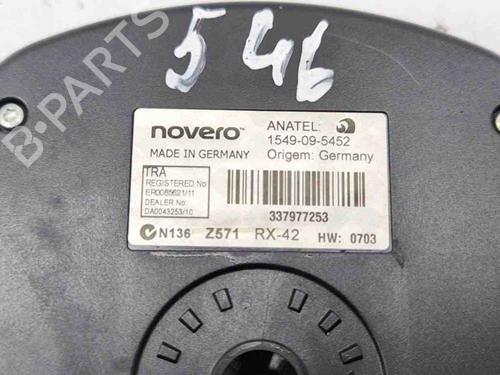 546
B-PARTS
novero™
ANATEL:
1549-09-5452
MADE IN GERMANY
Origem: Germany
TRA
REGISTERED No:
ER0065621/11
DEALER No:
DA0043253/10
337977253
N136 Z571 RX-42 HW: 0703